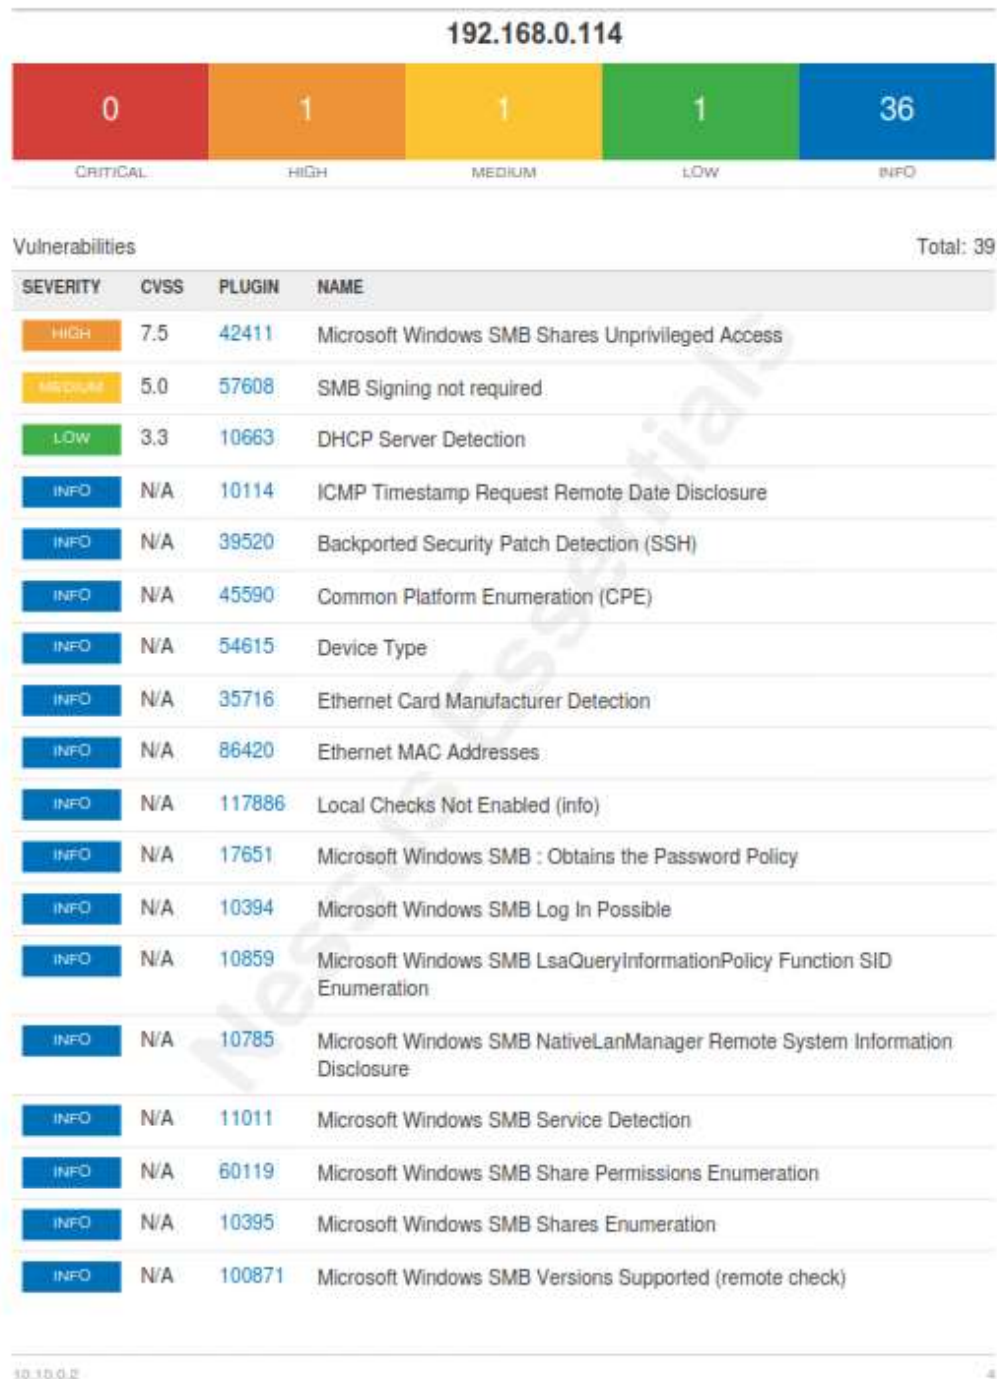 192.168.0.114
0 1 1 1 36
CRITICAL HIGH MEDIUM LOW INFO
Vulnerabilities Total: 39
SEVERITY CVSS PLUGIN NAME
HIGH 7.5 42411 Microsoft Windows SMB Shares Unprivileged Access
MEDIUM 5.0 57608 SMB Signing not required
LOW 3.3 10663 DHCP Server Detection
INFO N/A 10114 ICMP Timestamp Request Remote Date Disclosure
INFO N/A 39520 Backported Security Patch Detection (SSH)
INFO N/A 45590 Common Platform Enumeration (CPE)
INFO N/A 54615 Device Type
INFO N/A 35716 Ethernet Card Manufacturer Detection
INFO N/A 86420 Ethernet MAC Addresses
INFO N/A 117886 Local Checks Not Enabled (info)
INFO N/A 17651 Microsoft Windows SMB : Obtains the Password Policy
INFO N/A 10394 Microsoft Windows SMB Log In Possible
INFO N/A 10859 Microsoft Windows SMB LsaQueryInformationPolicy Function SID
Enumeration
INFO N/A 10785 Microsoft Windows SMB NativeLanManager Remote System Information
Disclosure
INFO N/A 11011 Microsoft Windows SMB Service Detection
INFO N/A 60119 Microsoft Windows SMB Share Permissions Enumeration
INFO N/A 10395 Microsoft Windows SMB Shares Enumeration
INFO N/A 100871 Microsoft Windows SMB Versions Supported (remote check)
Nessus Essentials
10.10.0.2 4